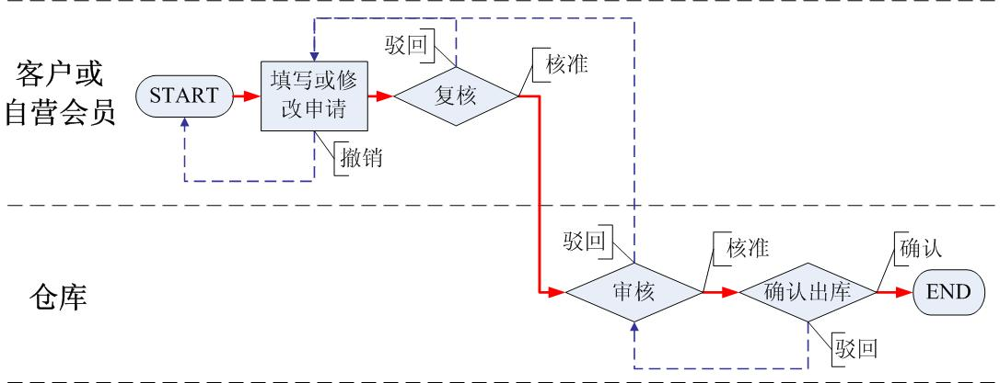 客户或
自营会员
START
填写或修
改申请
撤销
复核
驳回
核准
仓库
驳回
审核
核准
确认出库
确认
驳回
END